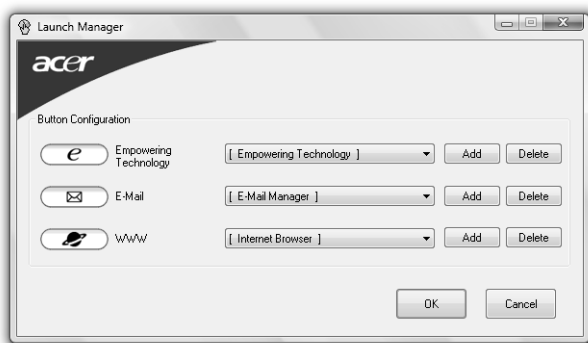 Launch Manager
acer
Button Configuration
e
Empowering
Technology
[ Empowering Technology ]
Add
Delete
E-Mail
[ E-Mail Manager ]
Add
Delete
WWW
[ Internet Browser ]
Add
Delete
OK
Cancel